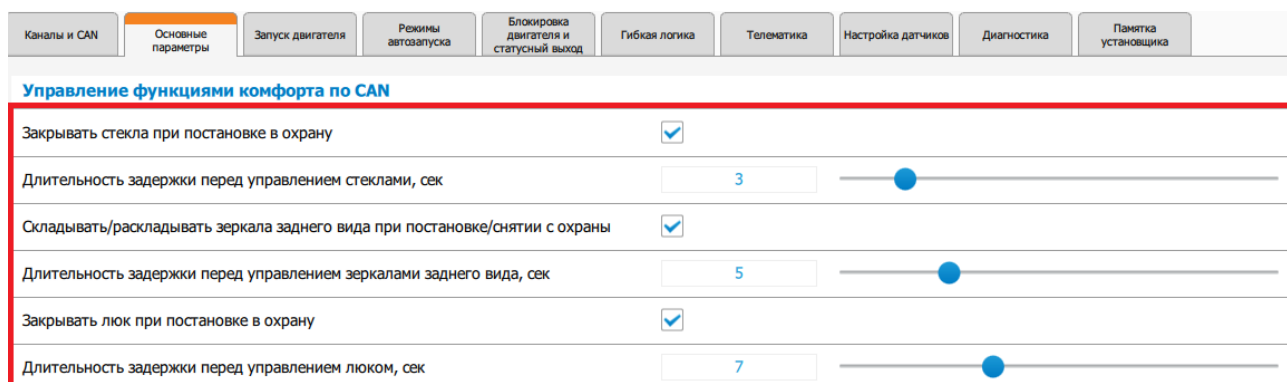 Каналы и CAN
Основные
параметры
Запуск двигателя
Режимы
автозапуска
Блокировка
двигателя и
статусный выход
Гибкая логика
Телематика
Настройка датчиков
Диагностика
Памятка
установщика
Управление функциями комфорта по CAN
Закрывать стекла при постановке в охрану
Длительность задержки перед управлением стеклами, сек 3
Складывать/раскладывать зеркала заднего вида при постановке/снятии с охраны
Длительность задержки перед управлением зеркалами заднего вида, сек 5
Закрывать люк при постановке в охрану
Длительность задержки перед управлением люком, сек 7